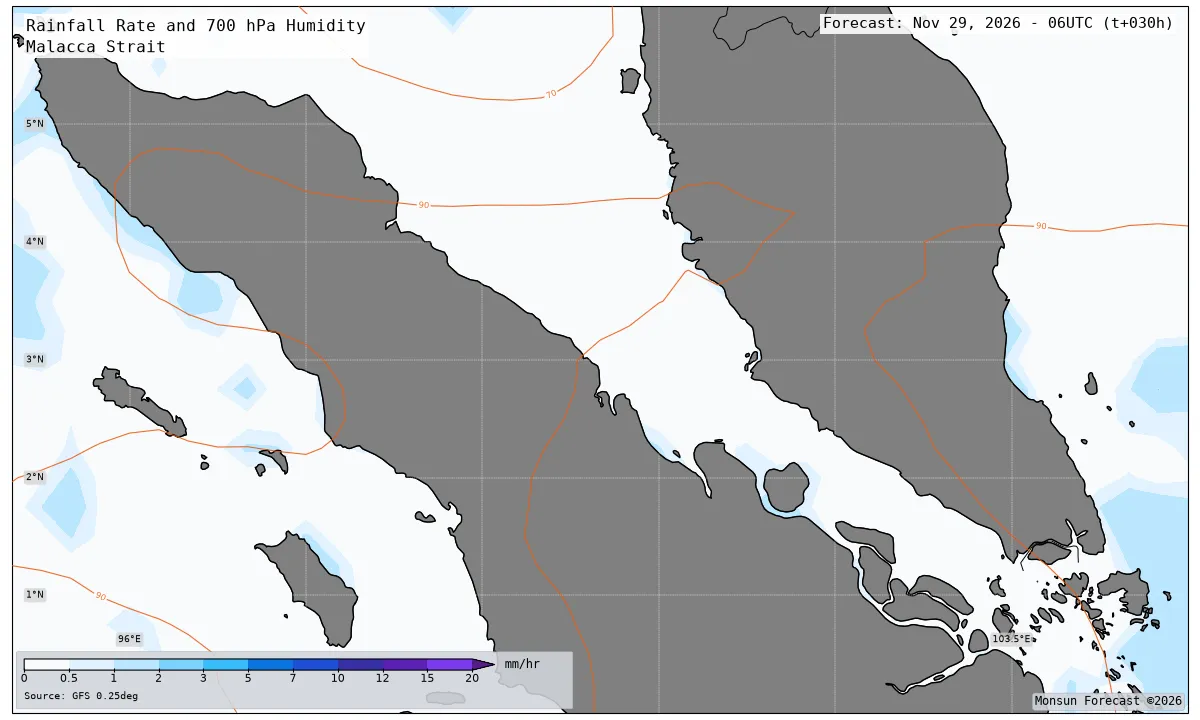 Rainfall Rate and 700 hPa Humidity
Malacca Strait
Forecast: Nov 29, 2026 - 06UTC (t+030h)
70
5°N
90
90
4°N
3°N
2°N
1°N
90
96°E
103.5°E
mm/hr
0 0.5 1 2 3 5 7 10 12 15 20
Source: GFS 0.25deg
Monsun Forecast ©2026